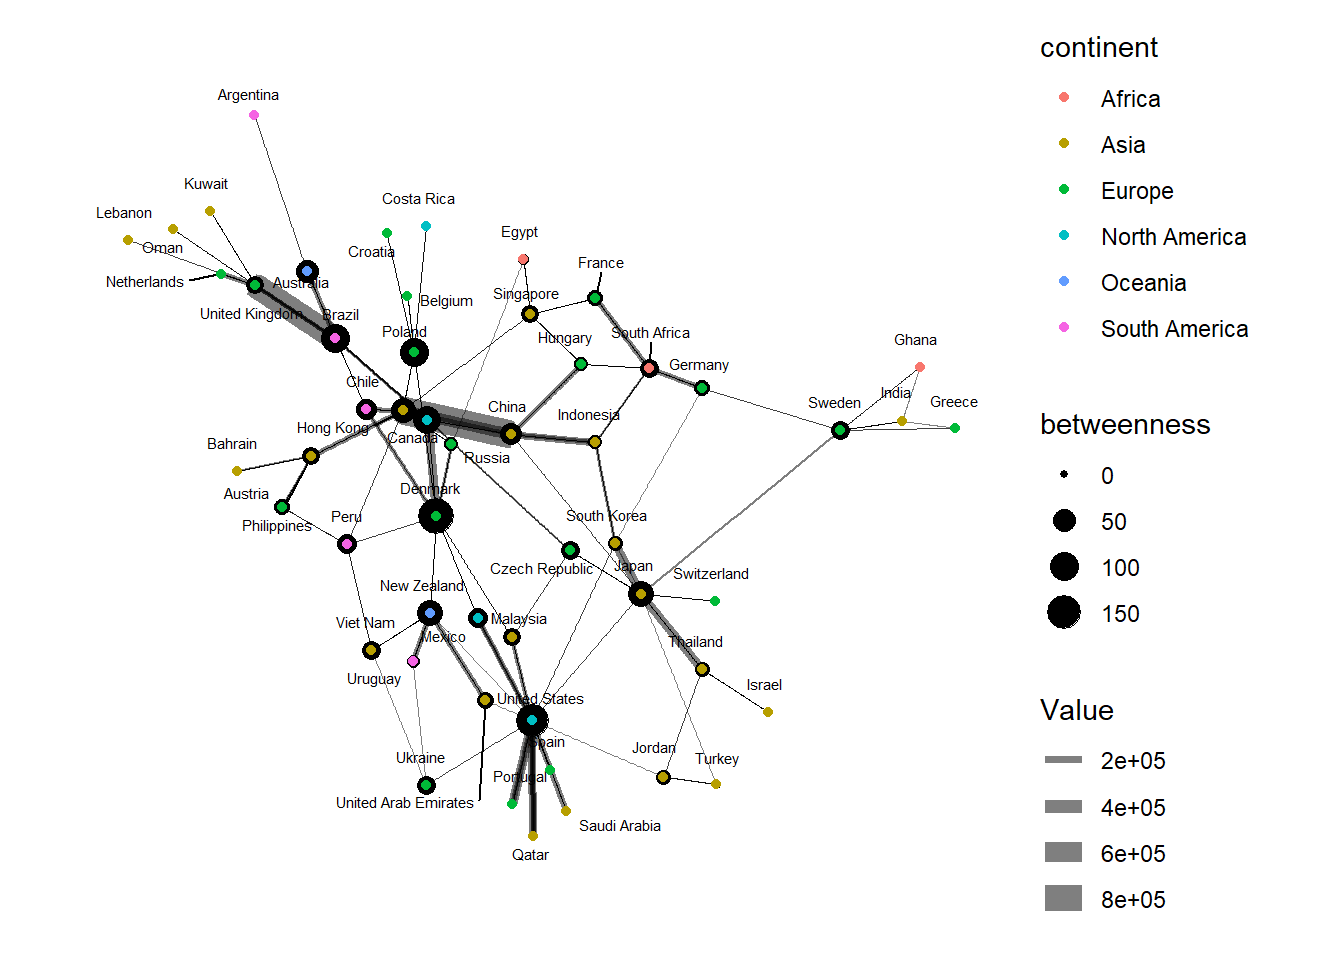 continent
Africa
Asia
Europe
North America
Oceania
South America
betweenness
0
50
100
150
Value
2e+05
4e+05
6e+05
8e+05
Argentina
Kuwait
Lebanon
Costa Rica
Egypt
Oman
Croatia
France
Netherlands
Australia
Singapore
Belgium
United Kingdom
Brazil
Poland
Hungary
South Africa
Ghana
Germany
Chile
India
Sweden
Greece
China
Indonesia
Hong Kong
Canada
Bahrain
Russia
Denmark
Austria
Philippines
Peru
South Korea
Czech Republic
Japan
Switzerland
New Zealand
Viet Nam
Malaysia
Mexico
Thailand
Uruguay
Israel
United States
Spain
Jordan
Ukraine
Turkey
Portugal
United Arab Emirates
Saudi Arabia
Qatar